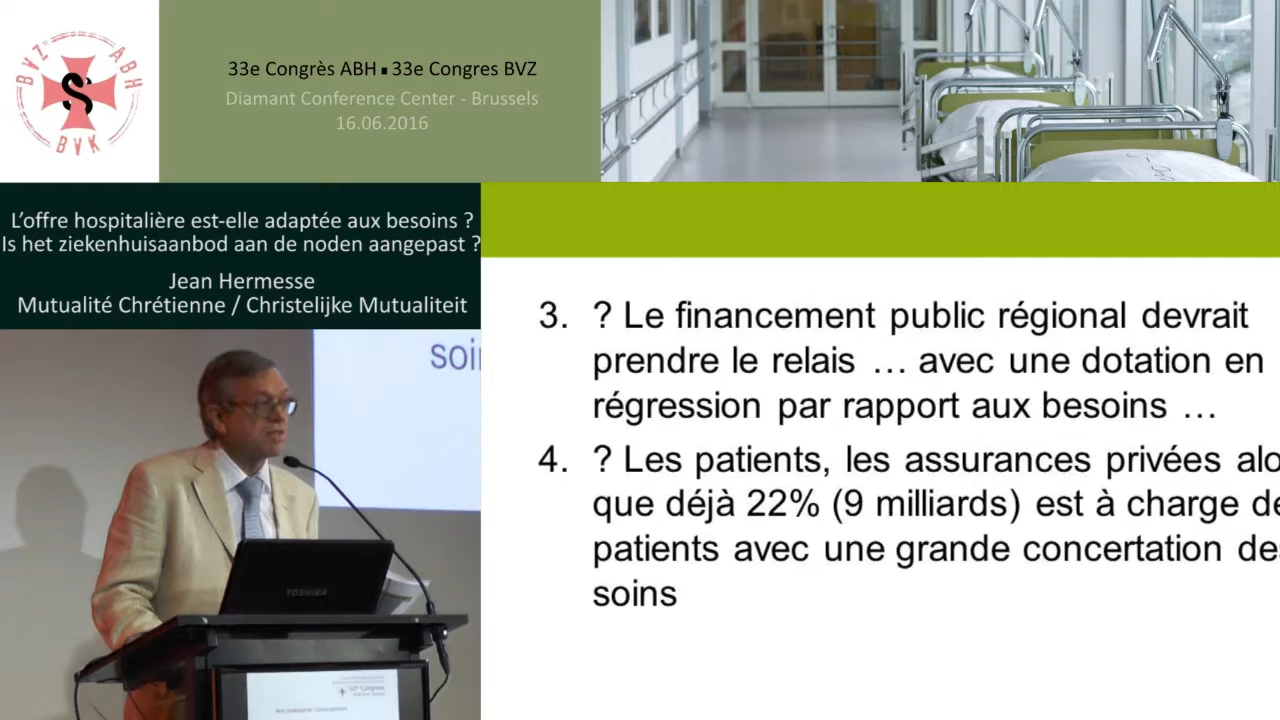 BVZ ABH
BVK
33e Congrès ABH ▪ 33e Congres BVZ
Diamant Conference Center - Brussels
16.06.2016
L'offre hospitalière est-elle adaptée aux besoins ?
Is het ziekenhuisaanbod aan de noden aangepast ?
Jean Hermesse
Mutualité Chrétienne / Christelijke Mutualiteit
soi
TOSHIBA
3. ? Le financement public régional devrait
prendre le relais … avec une dotation en
régression par rapport aux besoins …
4. ? Les patients, les assurances privées alo
que déjà 22% (9 milliards) est à charge de
patients avec une grande concertation des
soins